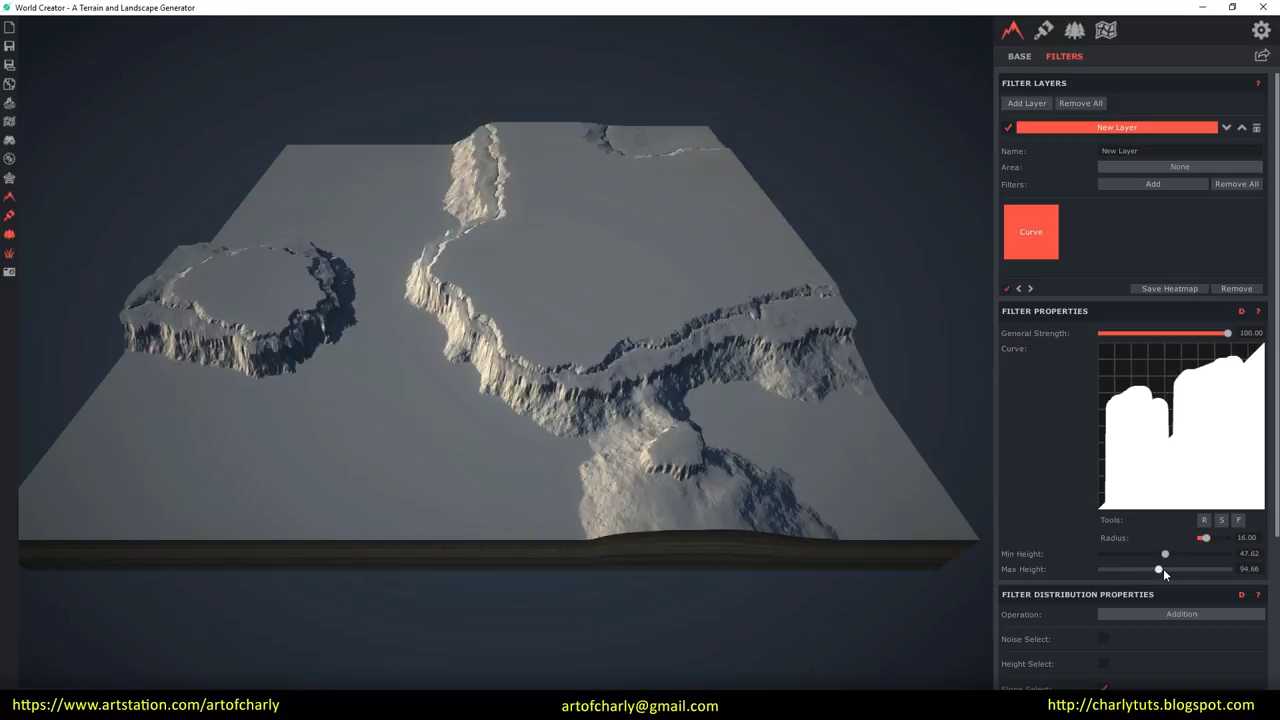 World Creator - A Terrain and Landscape Generator
BASE FILTERS
FILTER LAYERS ?
Add Layer Remove All
New Layer
Name: New Layer
Area: None
Filters: Add Remove All
Curve
Save Heatmap Remove
FILTER PROPERTIES D ?
General Strength: 100.00
Curve:
Tools: R S F
Radius: 16.00
Min Height: 47.62
Max Height: 94.66
FILTER DISTRIBUTION PROPERTIES D ?
Operation: Addition
Noise Select:
Height Select:
Slope Select:
https://www.artstation.com/artofcharly artofcharly@gmail.com http://charlytuts.blogspot.com